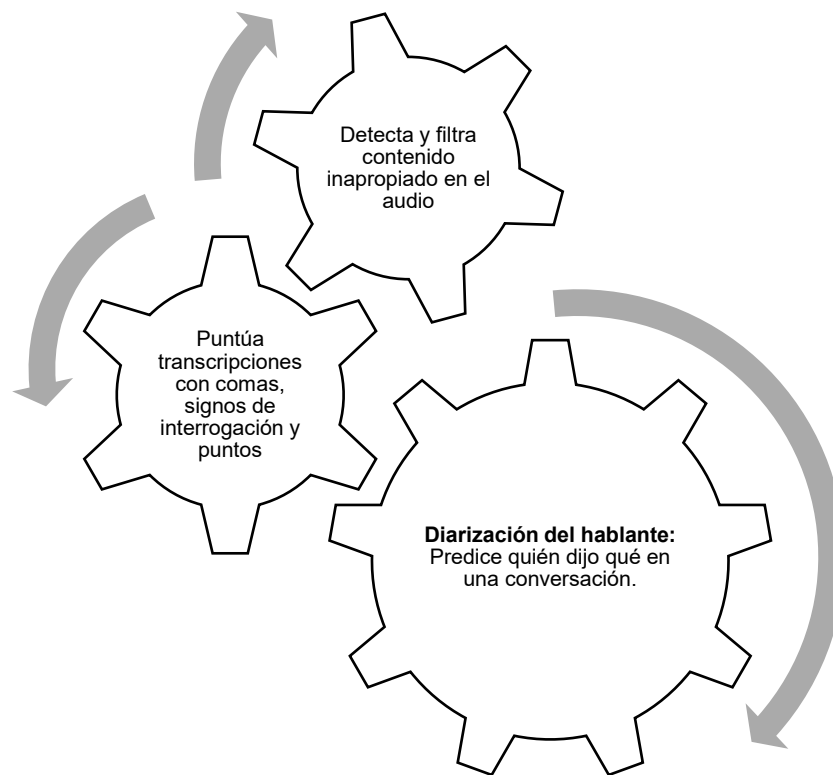 Detecta y filtra
contenido
inapropiado en el
audio
Puntúa
transcripciones
con comas,
signos de
interrogación y
puntos
Diarización del hablante:
Predice quién dijo qué en
una conversación.